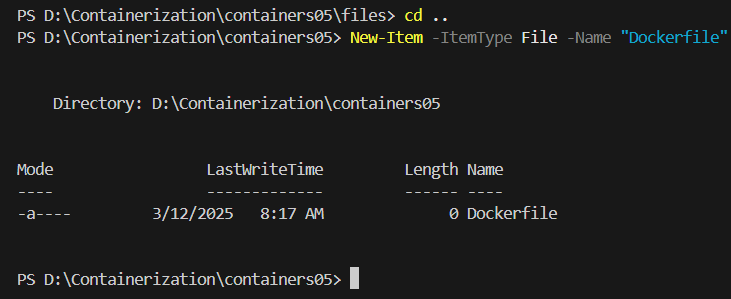 PS D:\Containerization\containers05\files> cd ..
PS D:\Containerization\containers05> New-Item -ItemType File -Name "Dockerfile"
Directory: D:\Containerization\containers05
Mode LastWriteTime Length Name
---- ------------- ------ ----
-a---- 3/12/2025 8:17 AM 0 Dockerfile
PS D:\Containerization\containers05>